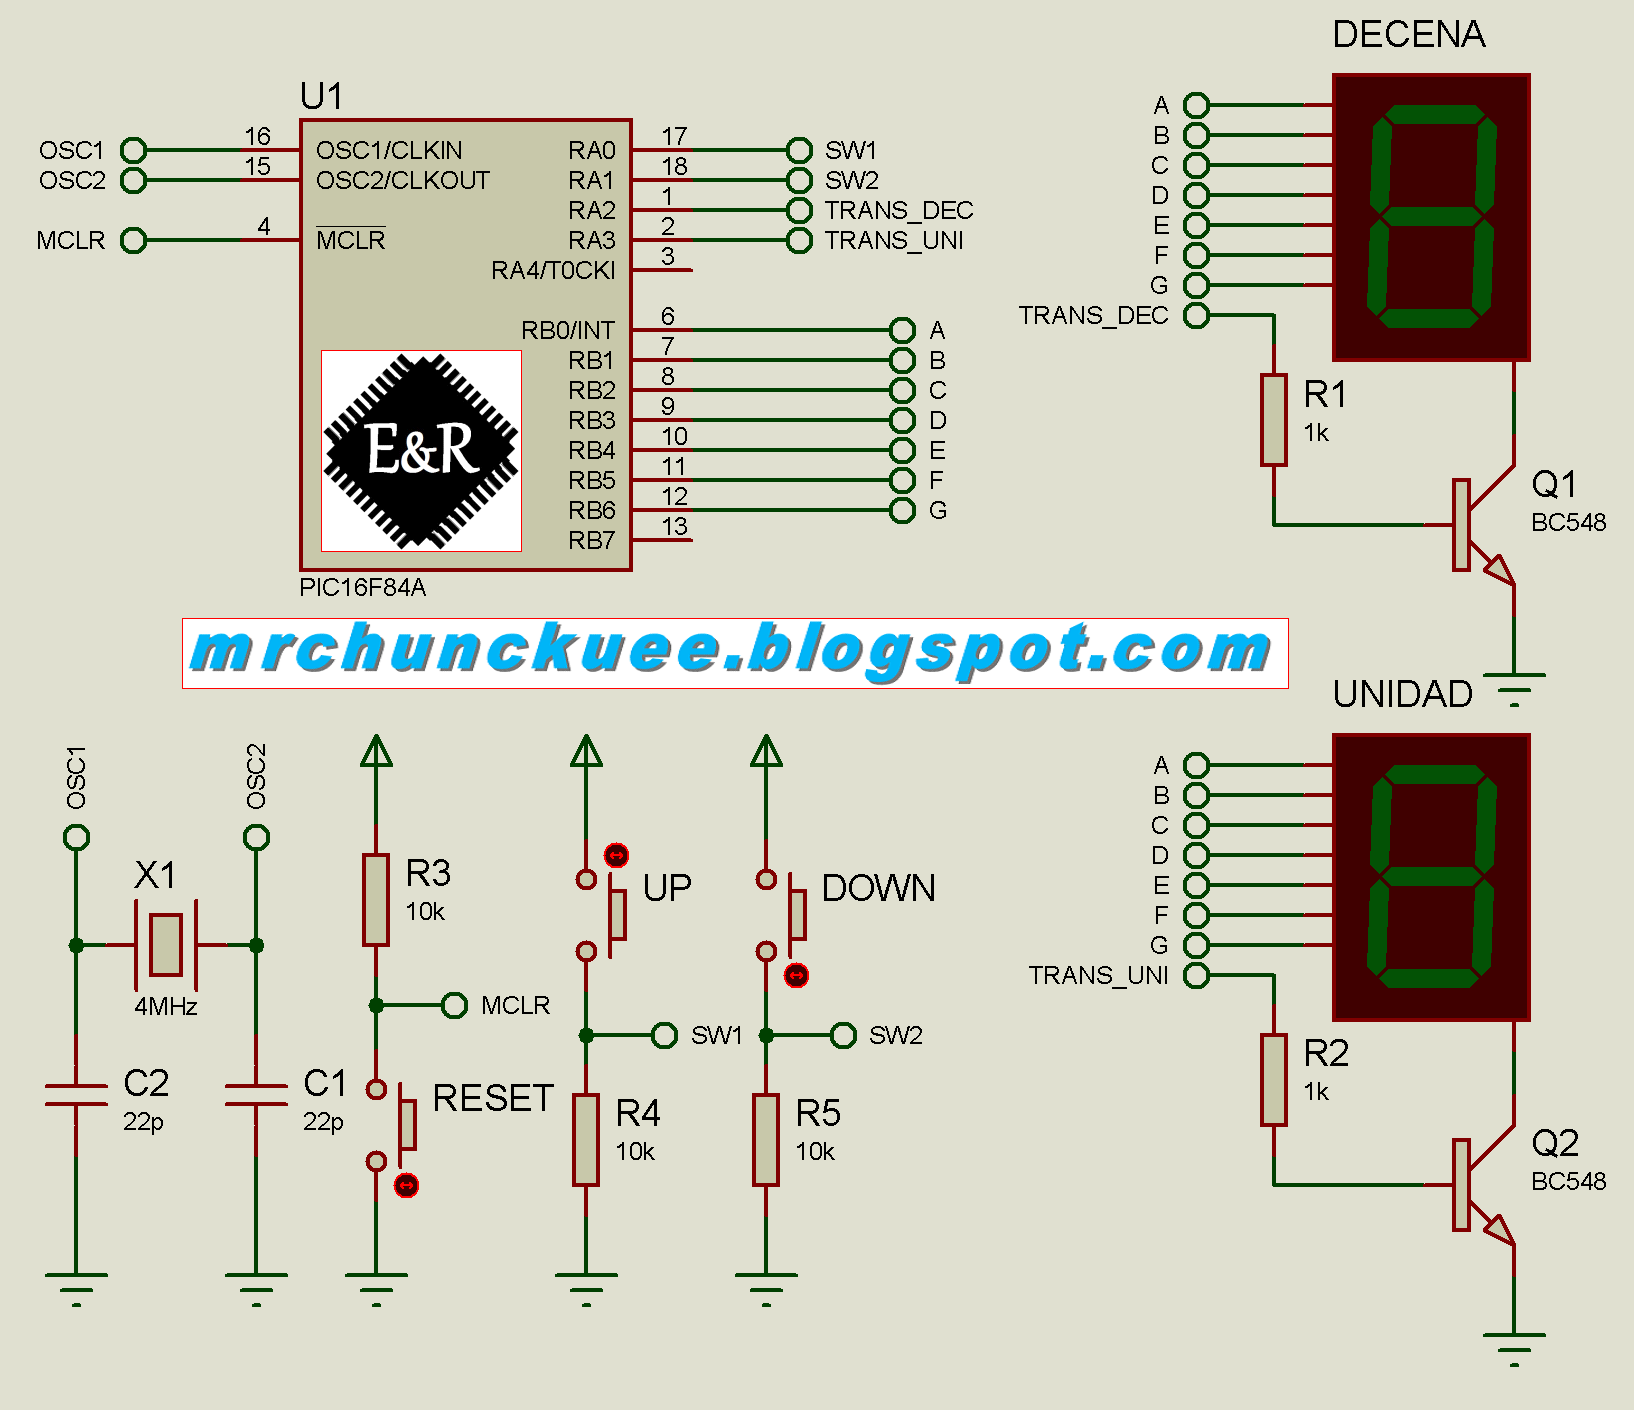 U1
OSC1
16
OSC1/CLKIN
RA0
17
SW1
OSC2
15
OSC2/CLKOUT
RA1
18
SW2
RA2
1
TRANS_DEC
MCLR
4
MCLR
RA3
2
TRANS_UNI
RA4/T0CKI
3
RB0/INT
6
A
RB1
7
B
RB2
8
C
RB3
9
D
RB4
10
E
RB5
11
F
RB6
12
G
RB7
13
E&R
PIC16F84A
DECENA
A
B
C
D
E
F
G
TRANS_DEC
R1
1k
Q1
BC548
mrchunckuee.blogspot.com
OSC1
OSC2
X1
4MHz
C2
22p
C1
22p
R3
10k
MCLR
RESET
UP
SW1
R4
10k
DOWN
SW2
R5
10k
UNIDAD
A
B
C
D
E
F
G
TRANS_UNI
R2
1k
Q2
BC548